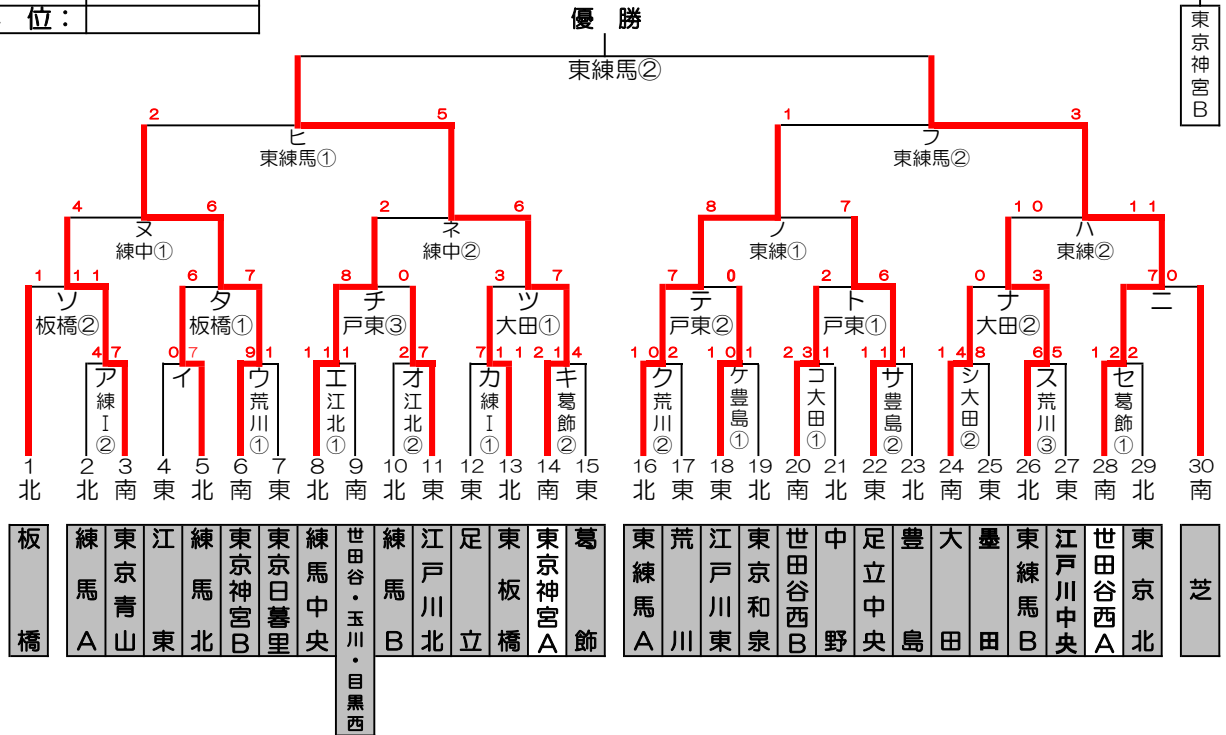 位：
優 勝
東練馬②
東京神宮B
2 5 1 3
ヒ フ
東練馬① 東練馬②
4 6 2 6 8 7 10 11
ヌ ネ ノ ハ
練中① 練中② 東練① 東練②
1 11 6 7 8 0 3 7 7 0 2 6 0 3 7 0
ソ タ チ ツ テ ト ナ ニ
板橋② 板橋① 戸東③ 大田① 戸東② 戸東① 大田②
4 7 0 7 9 1 11 1 2 7 7 11 21 4 10 2 10 1 23 1 11 1 14 8 6 5 12 2
ア イ ウ エ オ カ キ ク ケ コ サ シ ス セ
練Ⅰ② 荒川① 江北① 江北② 練Ⅰ① 葛飾② 荒川② 豊島① 大田① 豊島② 大田② 荒川③ 葛飾①
1 2 3 4 5 6 7 8 9 10 11 12 13 14 15 16 17 18 19 20 21 22 23 24 25 26 27 28 29 30
北 北 南 東 北 南 東 北 南 北 東 東 北 南 東 北 東 東 北 南 北 東 北 南 東 北 東 南 北 南
板橋
練馬A
東京青山
江東
練馬北
東京神宮B
東京日暮里
練馬中央
世田谷・玉川・目黒西
練馬B
江戸川北
足立
東板橋
東京神宮A
葛飾
東練馬A
荒川
江戸川東
東京和泉
世田谷西B
中野
足立中央
豊島
大田
墨田
東練馬B
江戸川中央
世田谷西A
東京北
芝